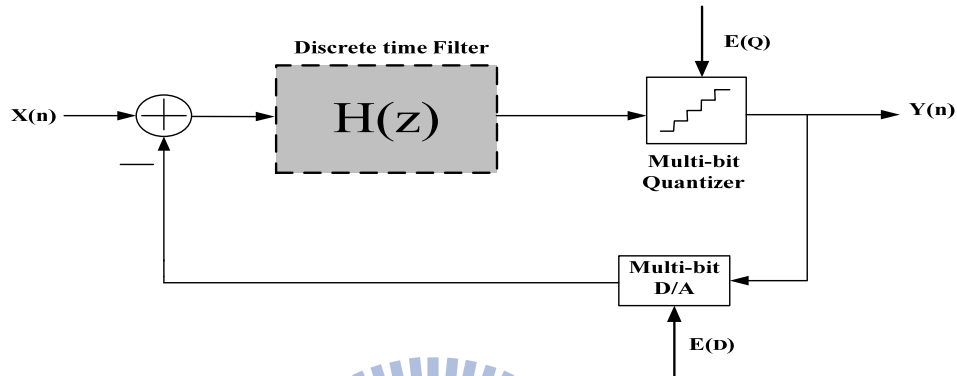 E(Q)
Discrete time Filter
X(n)
H(z)
Y(n)
Multi-bit
Quantizer
Multi-bit
D/A
E(D)